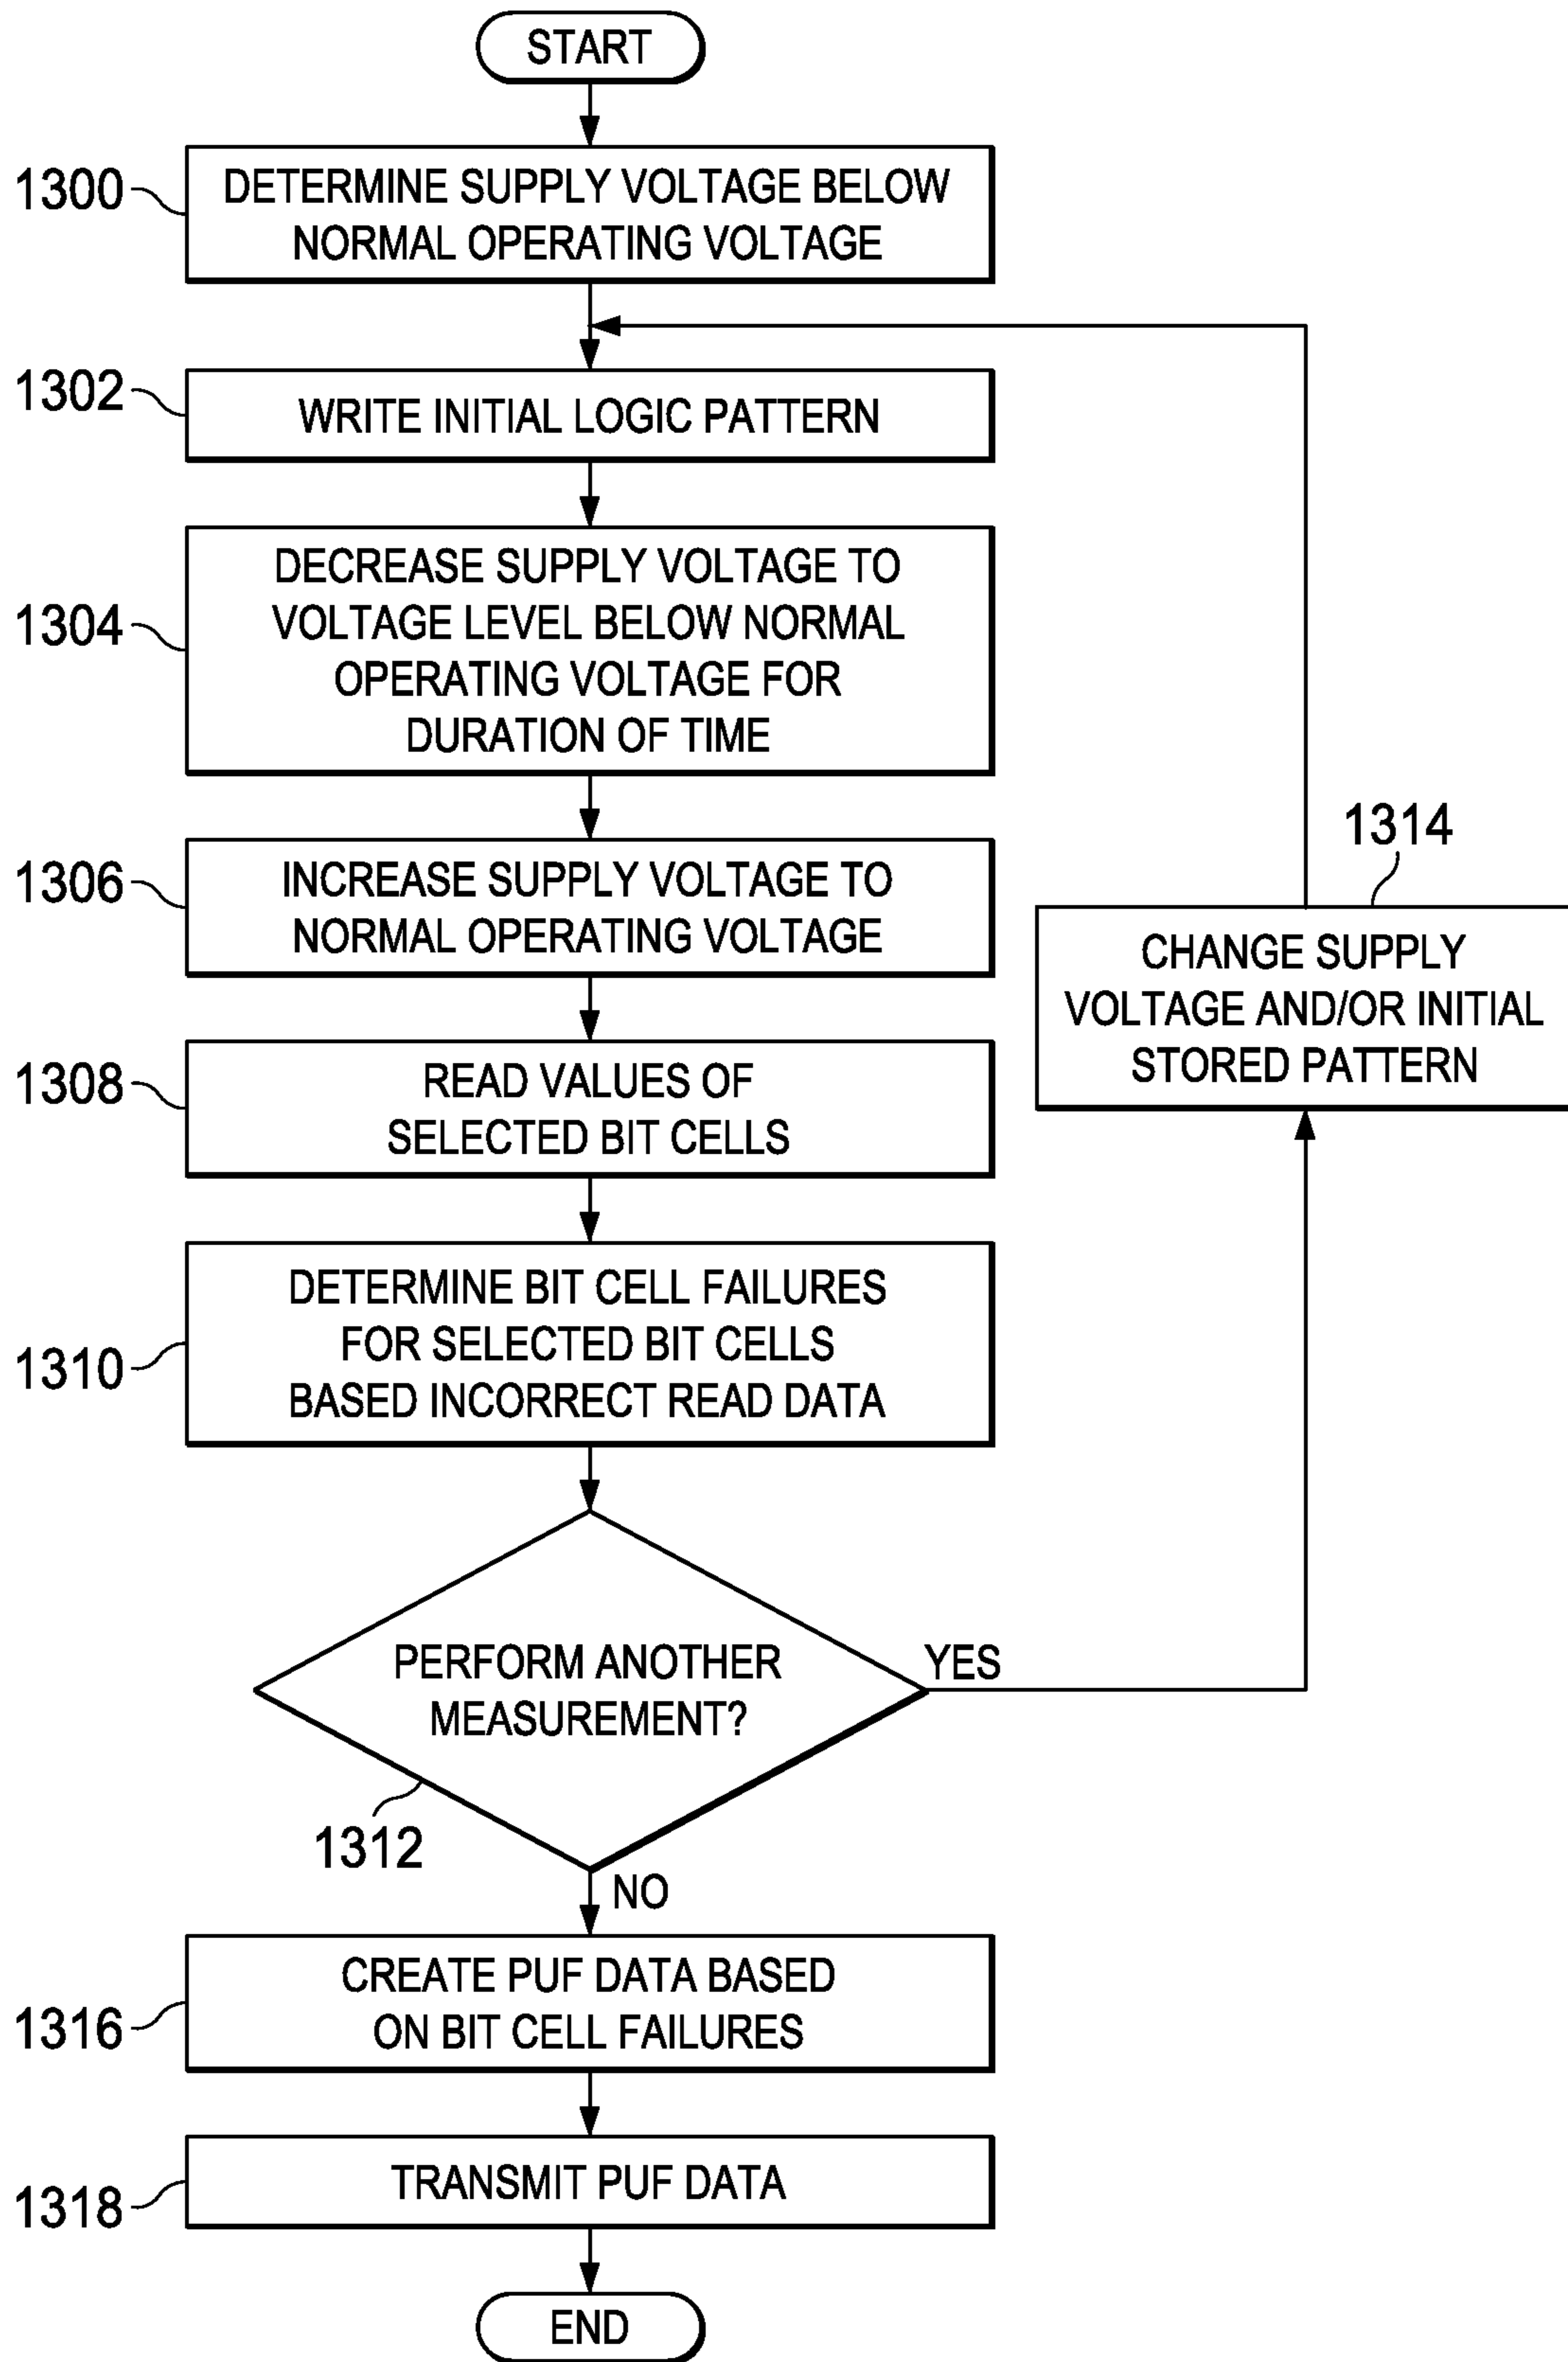 START
1300
DETERMINE SUPPLY VOLTAGE BELOW
NORMAL OPERATING VOLTAGE
1302
WRITE INITIAL LOGIC PATTERN
1304
DECREASE SUPPLY VOLTAGE TO
VOLTAGE LEVEL BELOW NORMAL
OPERATING VOLTAGE FOR
DURATION OF TIME
1306
INCREASE SUPPLY VOLTAGE TO
NORMAL OPERATING VOLTAGE
1314
CHANGE SUPPLY
VOLTAGE AND/OR INITIAL
STORED PATTERN
1308
READ VALUES OF
SELECTED BIT CELLS
1310
DETERMINE BIT CELL FAILURES
FOR SELECTED BIT CELLS
BASED INCORRECT READ DATA
PERFORM ANOTHER
MEASUREMENT?
YES
1312
NO
1316
CREATE PUF DATA BASED
ON BIT CELL FAILURES
1318
TRANSMIT PUF DATA
END